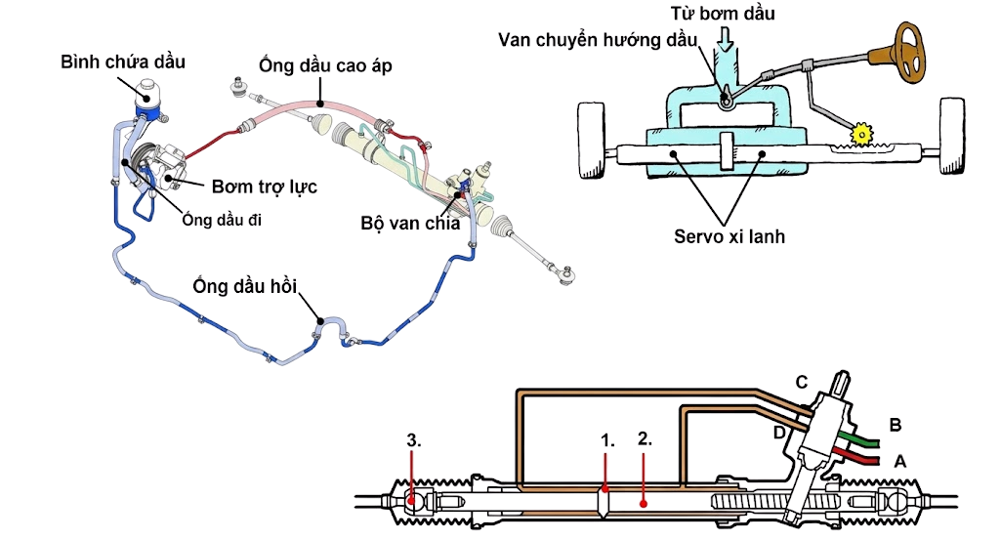 Từ bơm dầu
Van chuyển hướng dầu
Bình chứa dầu
Ống dầu cao áp
Bơm trợ lực
Ống dầu đi
Bộ van chia
Servo xi lanh
Ống dầu hồi
C
D
B
A
3.
1.
2.